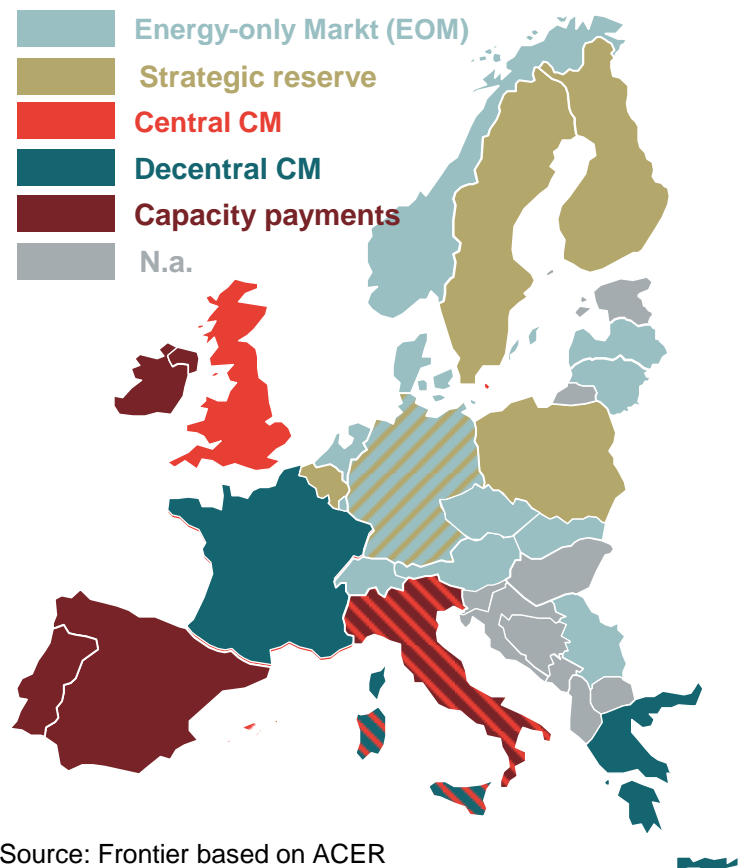 Energy-only Markt (EOM)
Strategic reserve
Central CM
Decentral CM
Capacity payments
N.a.
Source: Frontier based on ACER